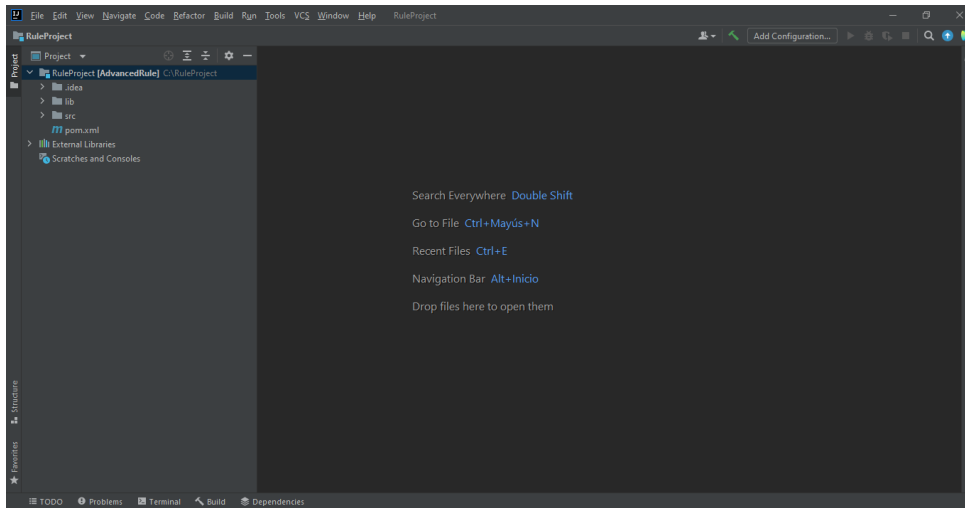 File Edit View Navigate Code Refactor Build Run Tools VCS Window Help RuleProject
RuleProject
Add Configuration...
Project
Project
RuleProject [AdvancedRule] C:\RuleProject
.idea
lib
src
pom.xml
External Libraries
Scratches and Consoles
Search Everywhere Double Shift
Go to File Ctrl+Mayús+N
Recent Files Ctrl+E
Navigation Bar Alt+Inicio
Drop files here to open them
Structure
Favorites
TODO Problems Terminal Build Dependencies